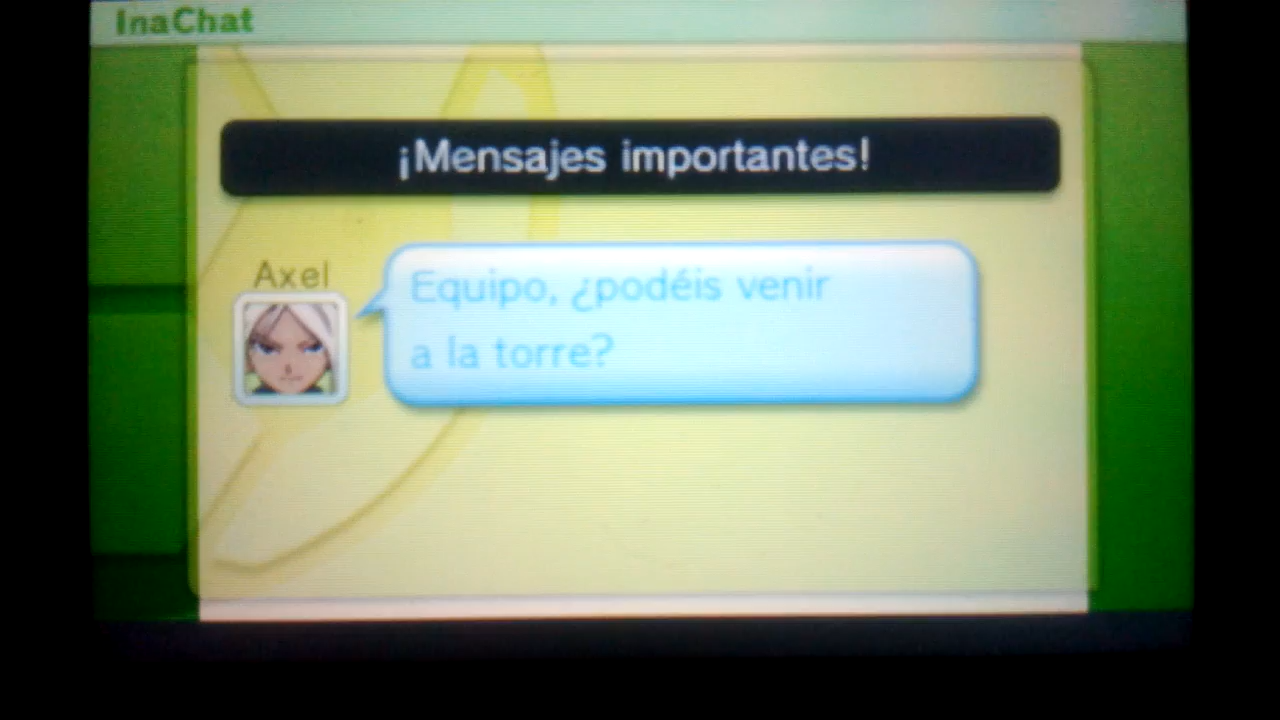 InaChat
¡Mensajes importantes!
Axel
Equipo, ¿podéis venir
a la torre?